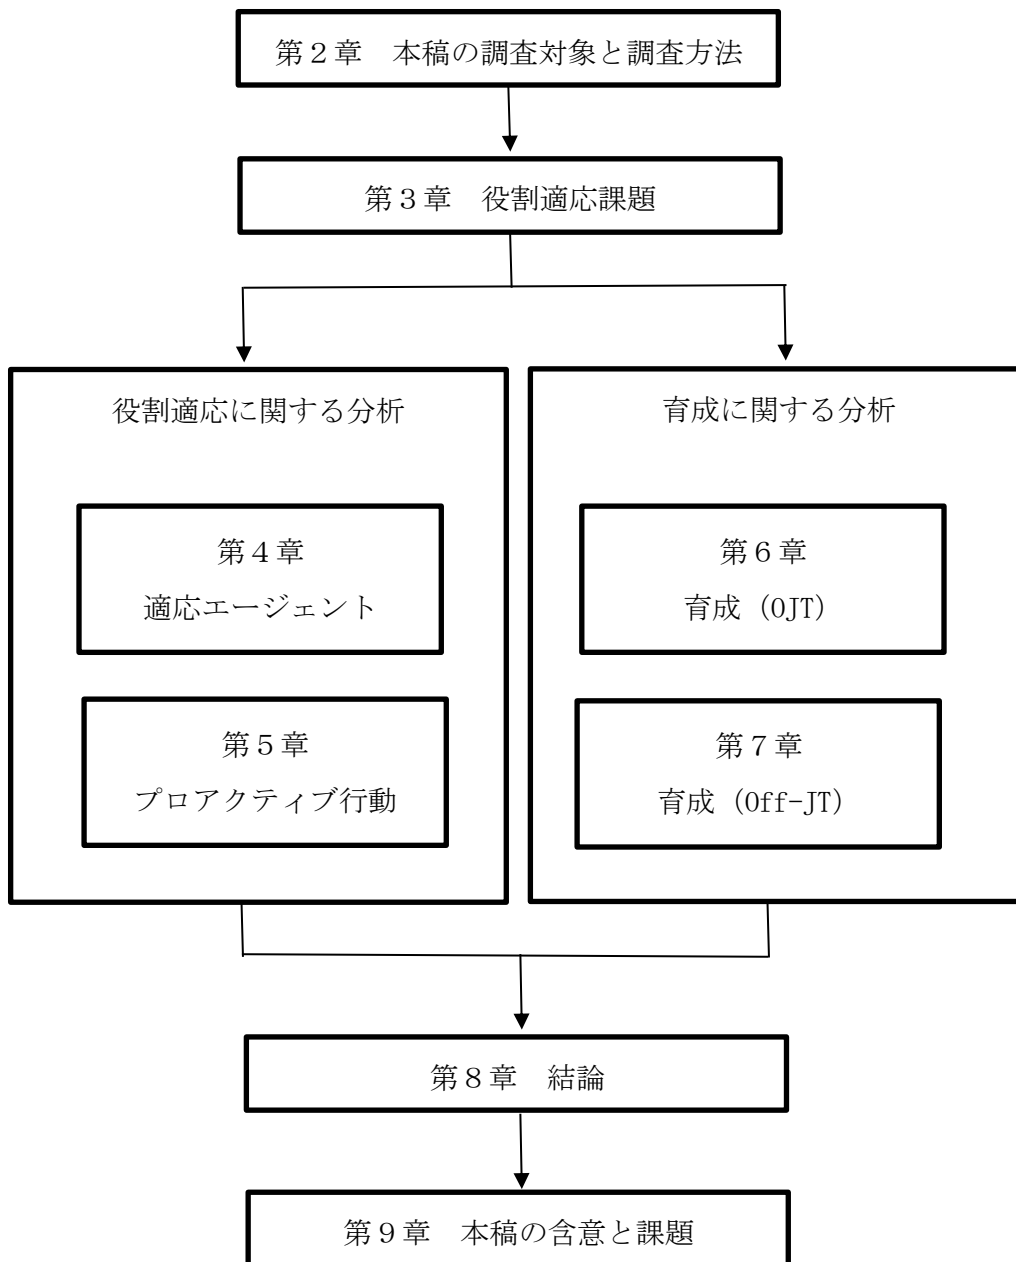 第２章　本稿の調査対象と調査方法
第３章　役割適応課題
役割適応に関する分析
第４章
適応エージェント
第５章
プロアクティブ行動
育成に関する分析
第６章
育成（OJT）
第７章
育成（Off-JT）
第８章　結論
第９章　本稿の含意と課題